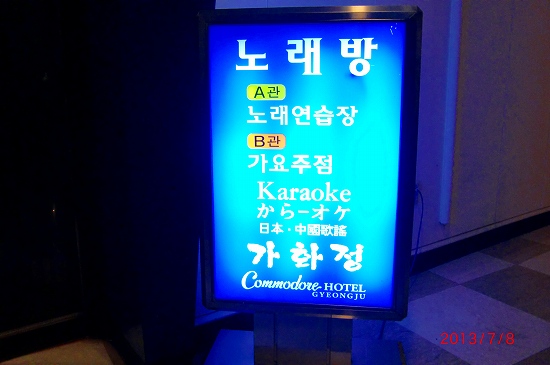 노래방
A관
노래연습장
B관
가요주점
Karaoke
から-オケ
日本·中國歌謠
가화정
Commodore HOTEL
GYEONGJU
2013/7/8